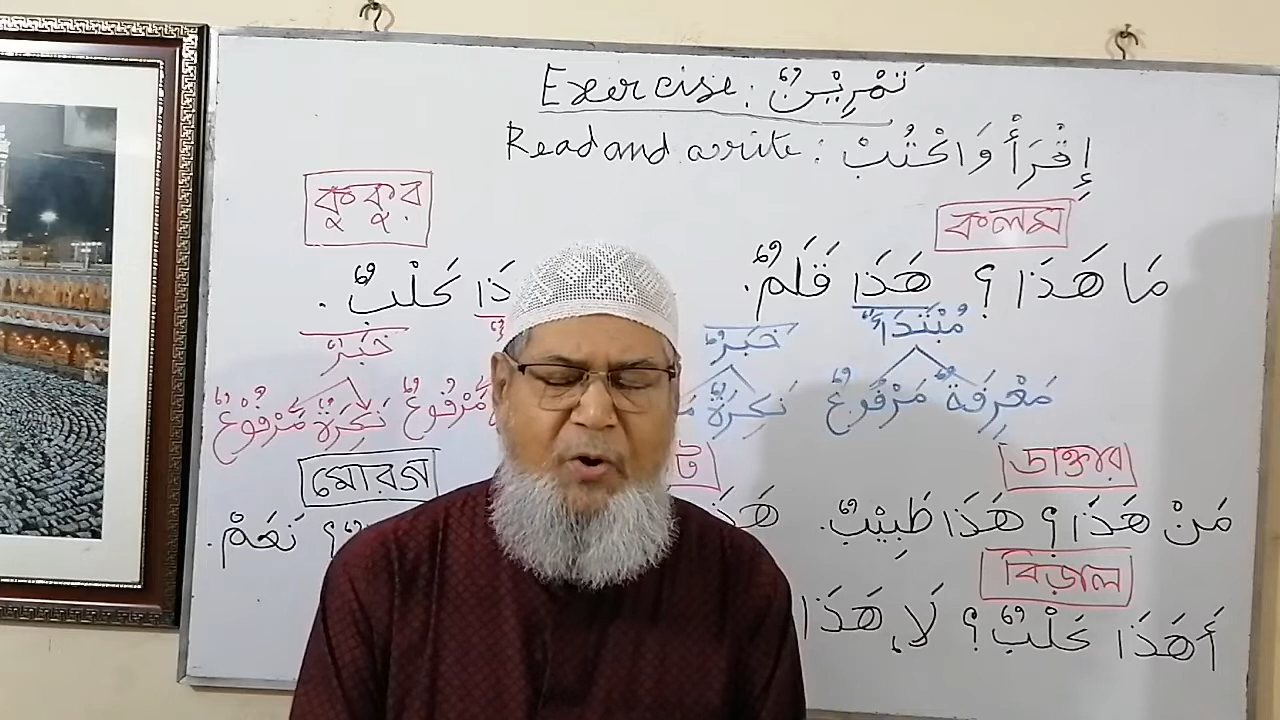 Exercise: تَمْرِيْنٌ
Read and write: إِقْرَأْ وَاكْتُبْ
কলম
কুকুর
مَا هَذَا ؟ هَذَا قَلَمٌ. ذَا كَلْبٌ.
مُبْتَدَأٌ خَبَرٌ خَبَرٌ
مَعْرِفَةٌ مَرْفُوعٌ نَكِرَةٌ مَرْفُوعٌ نَكِرَةٌ مَرْفُوعٌ
ডাক্তার ট মোরগ
مَنْ هَذَا ؟ هَذَا طَبِيْبٌ. هَذَ ؟ نَعَمْ.
বিড়াল
أَهَذَا كَلْبٌ ؟ لَا، هَذَا